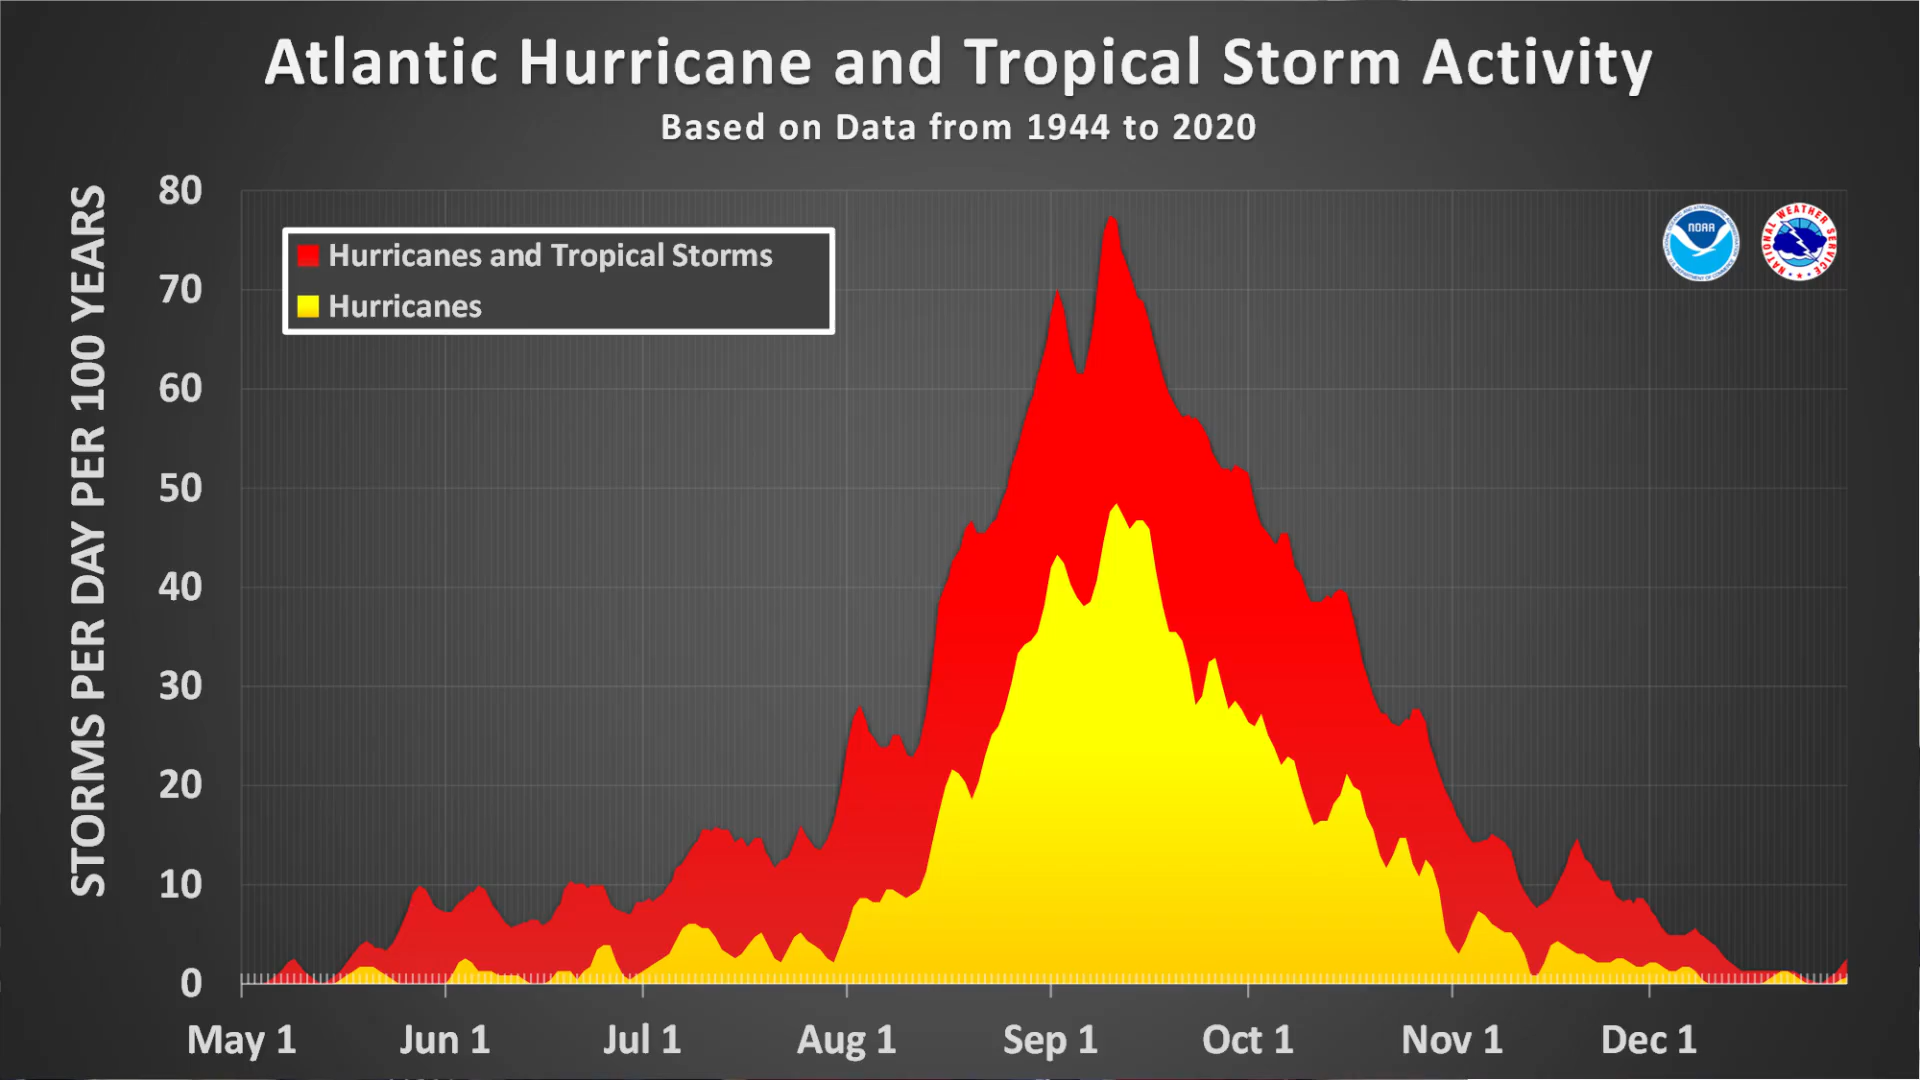 Atlantic Hurricane and Tropical Storm Activity
Based on Data from 1944 to 2020
STORMS PER DAY PER 100 YEARS
80
70
60
50
40
30
20
10
0
Hurricanes and Tropical Storms
Hurricanes
NOAA
NATIONAL WEATHER SERVICE
May 1
Jun 1
Jul 1
Aug 1
Sep 1
Oct 1
Nov 1
Dec 1